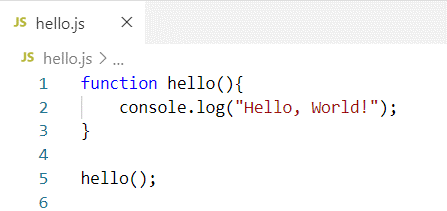 JS hello.js ×
JS hello.js > ...
1 function hello(){
2     console.log("Hello, World!");
3 }
4
5 hello();
6